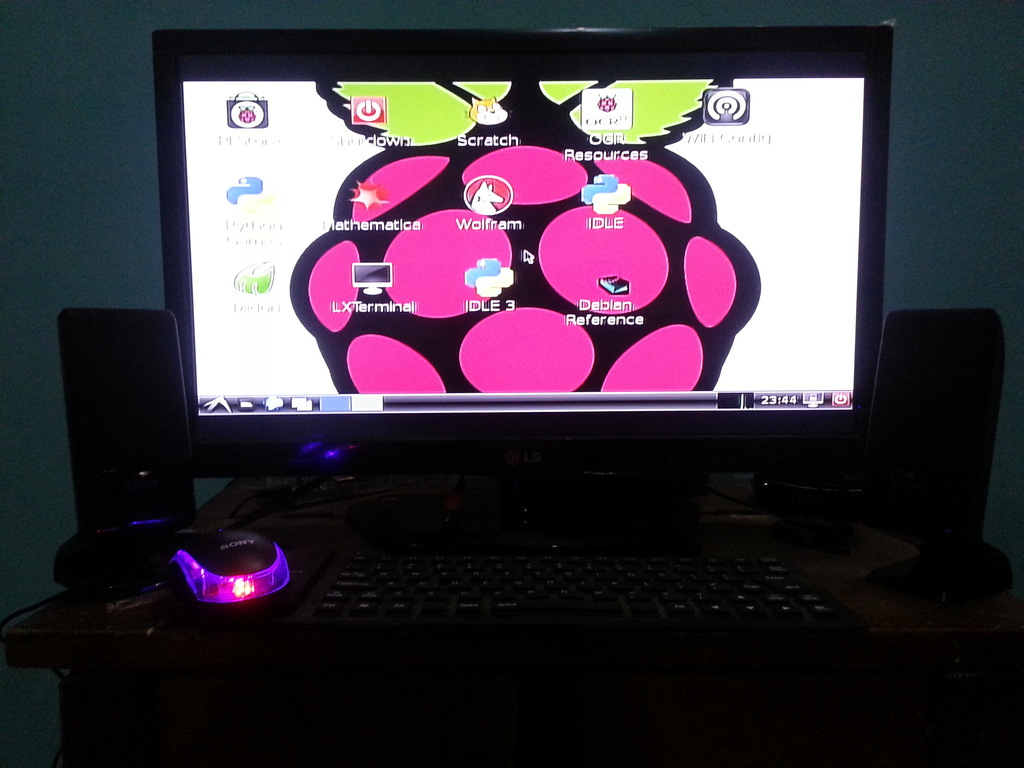 OCR
Pi Store
Shutdown
Scratch
OCR
Resources
WiFi Config
Python
Games
Mathematica
Wolfram
IDLE
Midori
LXTerminal
IDLE 3
Debian
Reference
23:44
LG
SONY